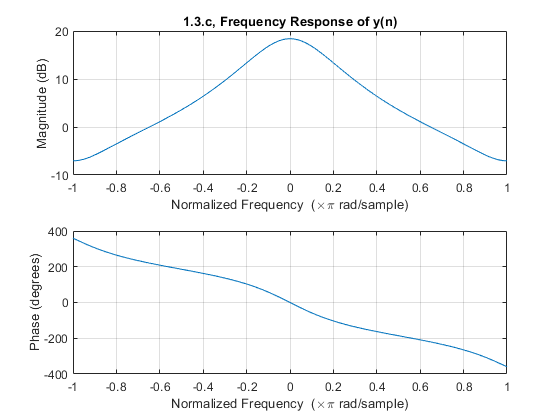 1.3.c, Frequency Response of y(n)
Magnitude (dB)
20
10
0
-10
-1 -0.8 -0.6 -0.4 -0.2 0 0.2 0.4 0.6 0.8 1
Normalized Frequency (×π rad/sample)
Phase (degrees)
400
200
0
-200
-400
-1 -0.8 -0.6 -0.4 -0.2 0 0.2 0.4 0.6 0.8 1
Normalized Frequency (×π rad/sample)